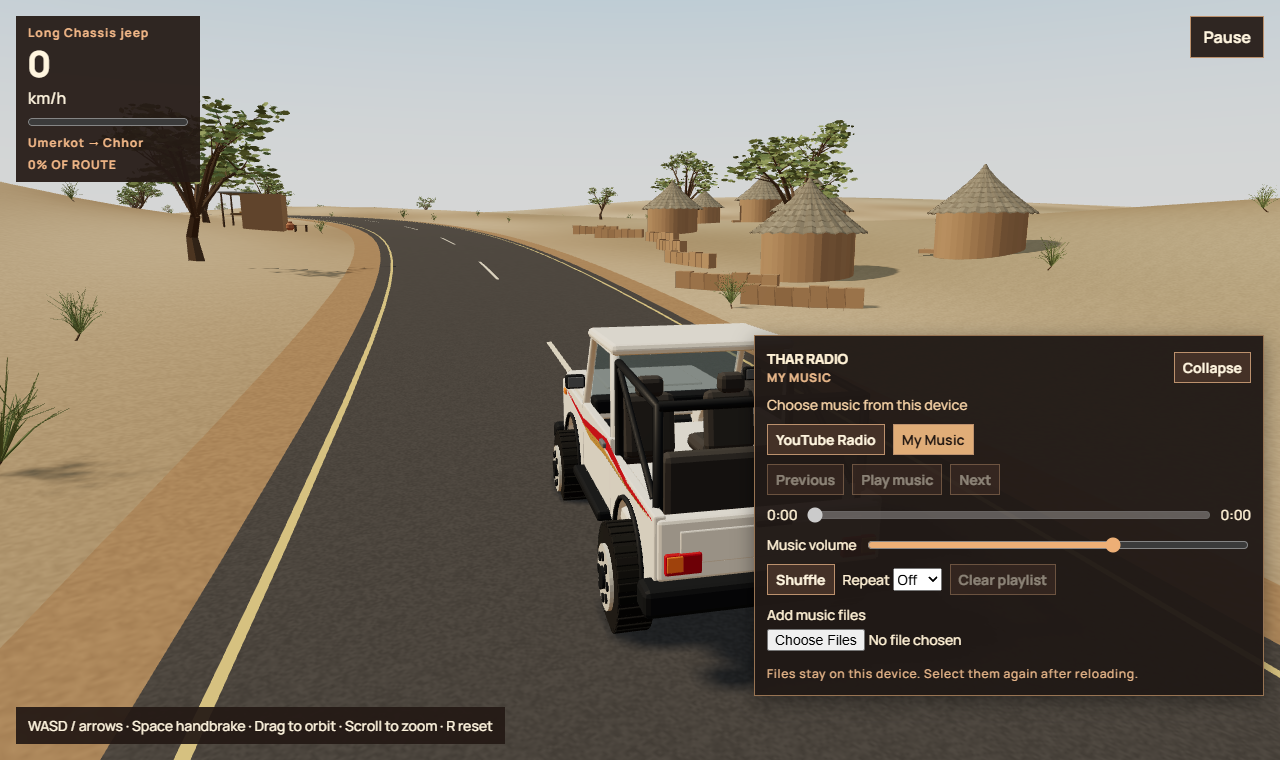 Long Chassis jeep
0
km/h
Umerkot → Chhor
0% OF ROUTE
Pause
THAR RADIO
MY MUSIC
Collapse
Choose music from this device
YouTube Radio My Music
Previous Play music Next
0:00 0:00
Music volume
Shuffle Repeat Off Clear playlist
Add music files
Choose Files No file chosen
Files stay on this device. Select them again after reloading.
WASD / arrows · Space handbrake · Drag to orbit · Scroll to zoom · R reset